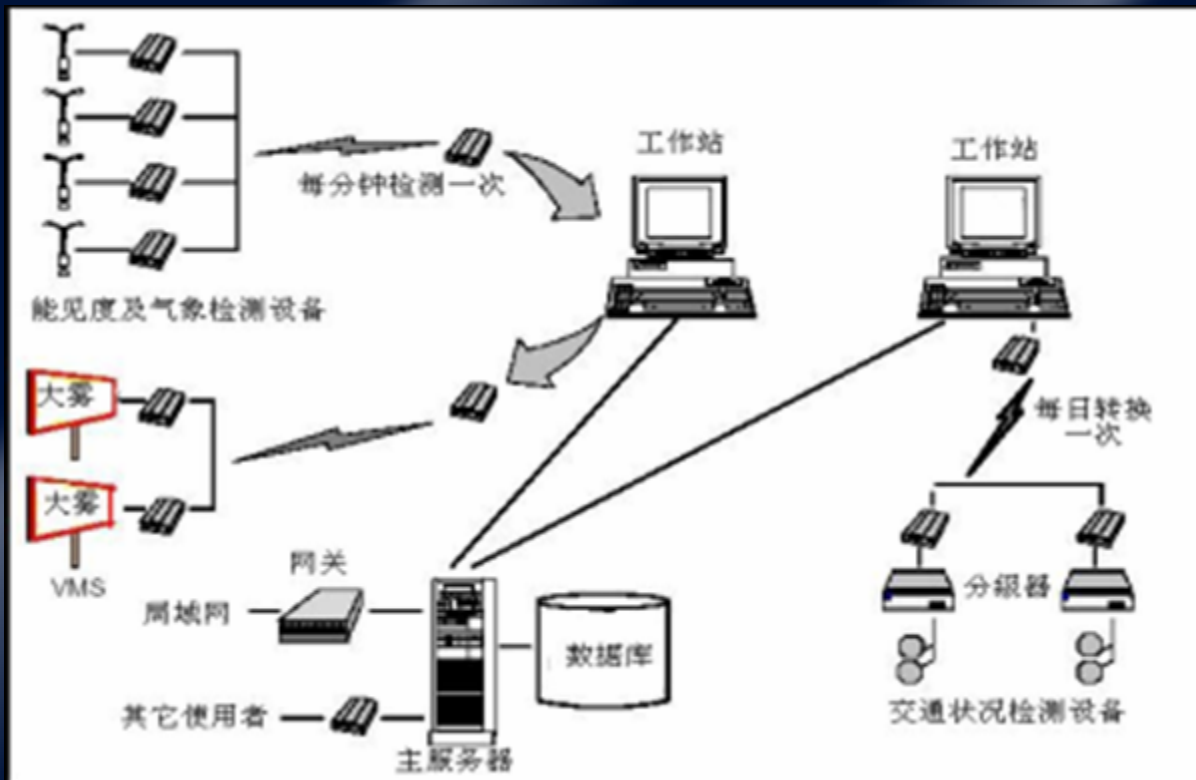 工作站
工作站
每分钟检测一次
能见度及气象检测设备
大雾
每日转换
一次
大雾
VMS
网关
分级器
局域网
数据库
其它使用者
交通状况检测设备
主服务器